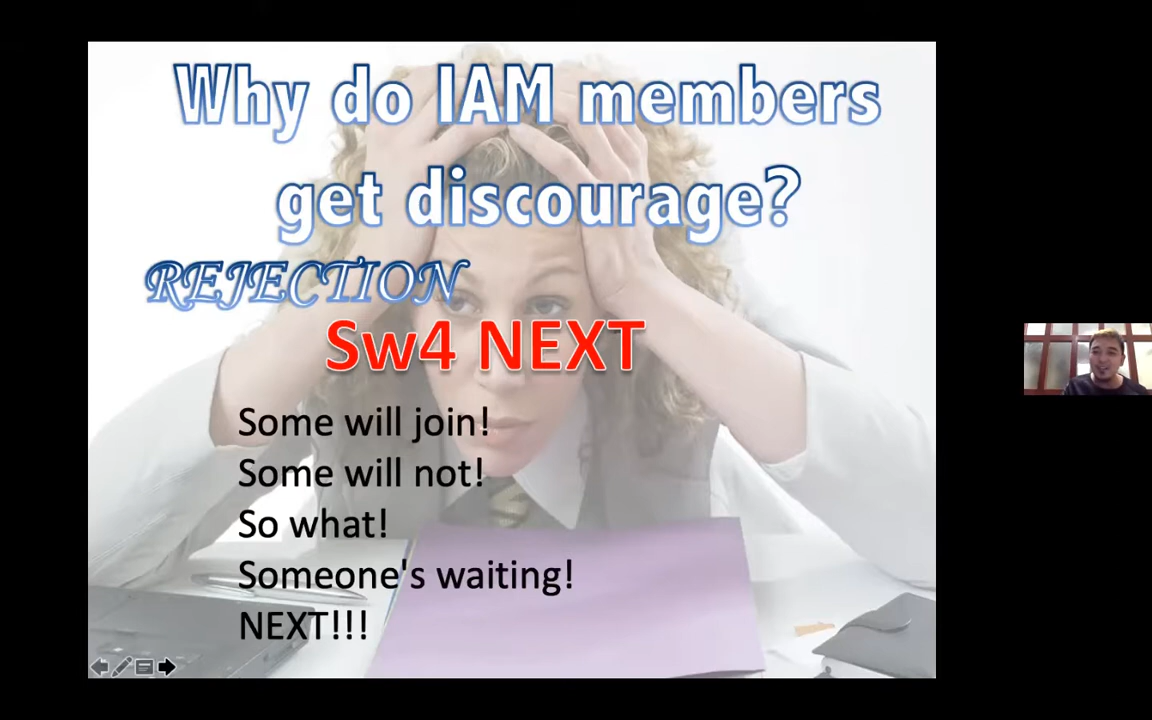 Why do IAM members
get discourage?
REJECTION
Sw4 NEXT
Some will join!
Some will not!
So what!
Someone's waiting!
NEXT!!!